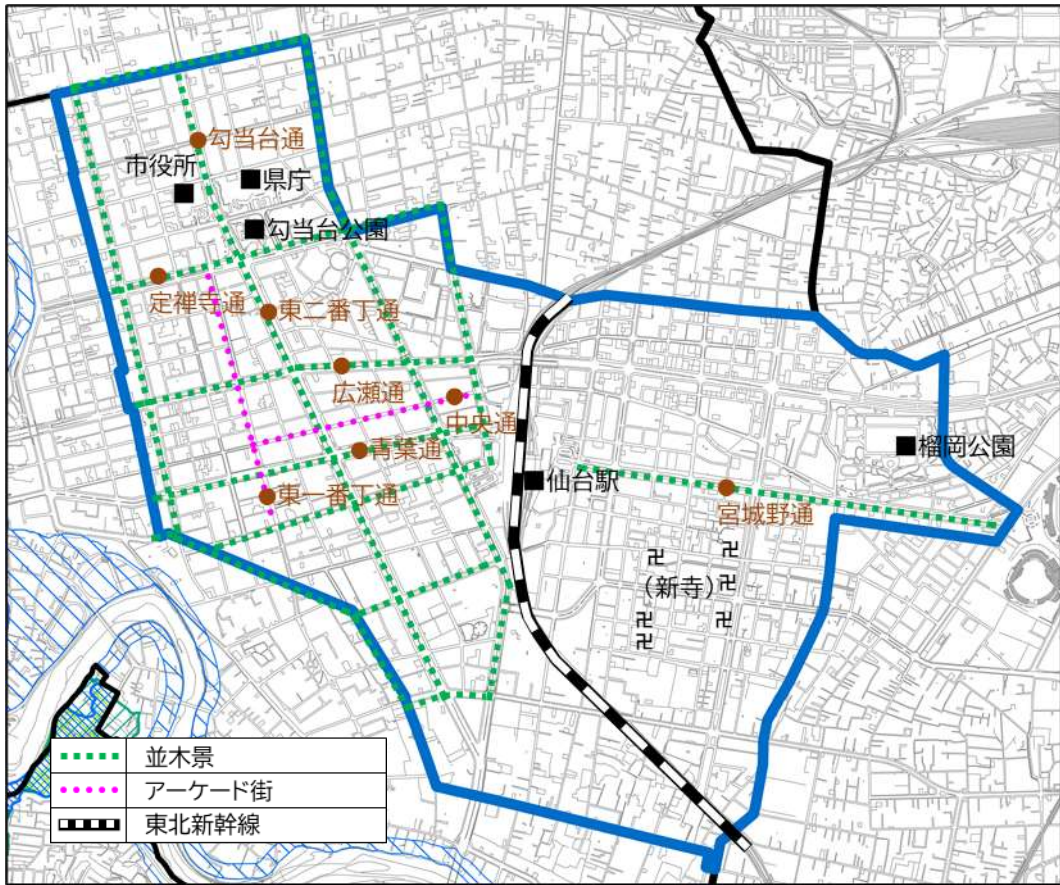 勾当台通
市役所
県庁
勾当台公園
定禅寺通
東二番丁通
広瀬通
中央通
青葉通
榴岡公園
仙台駅
東一番丁通
宮城野通
卍
卍
(新寺)
卍
卍
卍
卍
並木景
アーケード街
東北新幹線